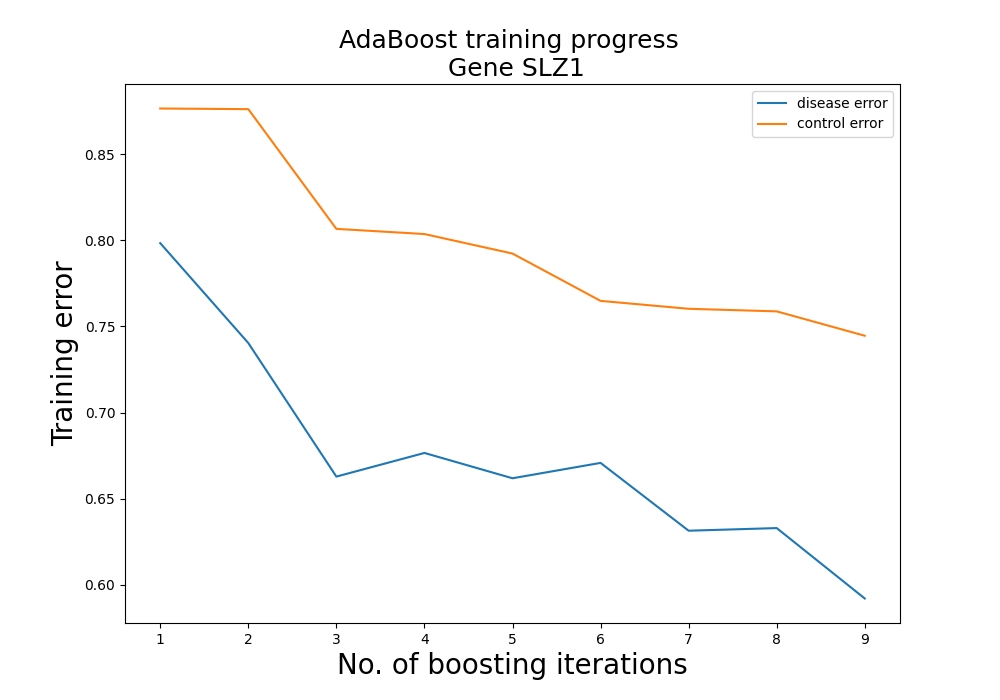 AdaBoost training progress
Gene SLZ1
disease error
control error
Training error
0.85
0.80
0.75
0.70
0.65
0.60
1 2 3 4 5 6 7 8 9
No. of boosting iterations